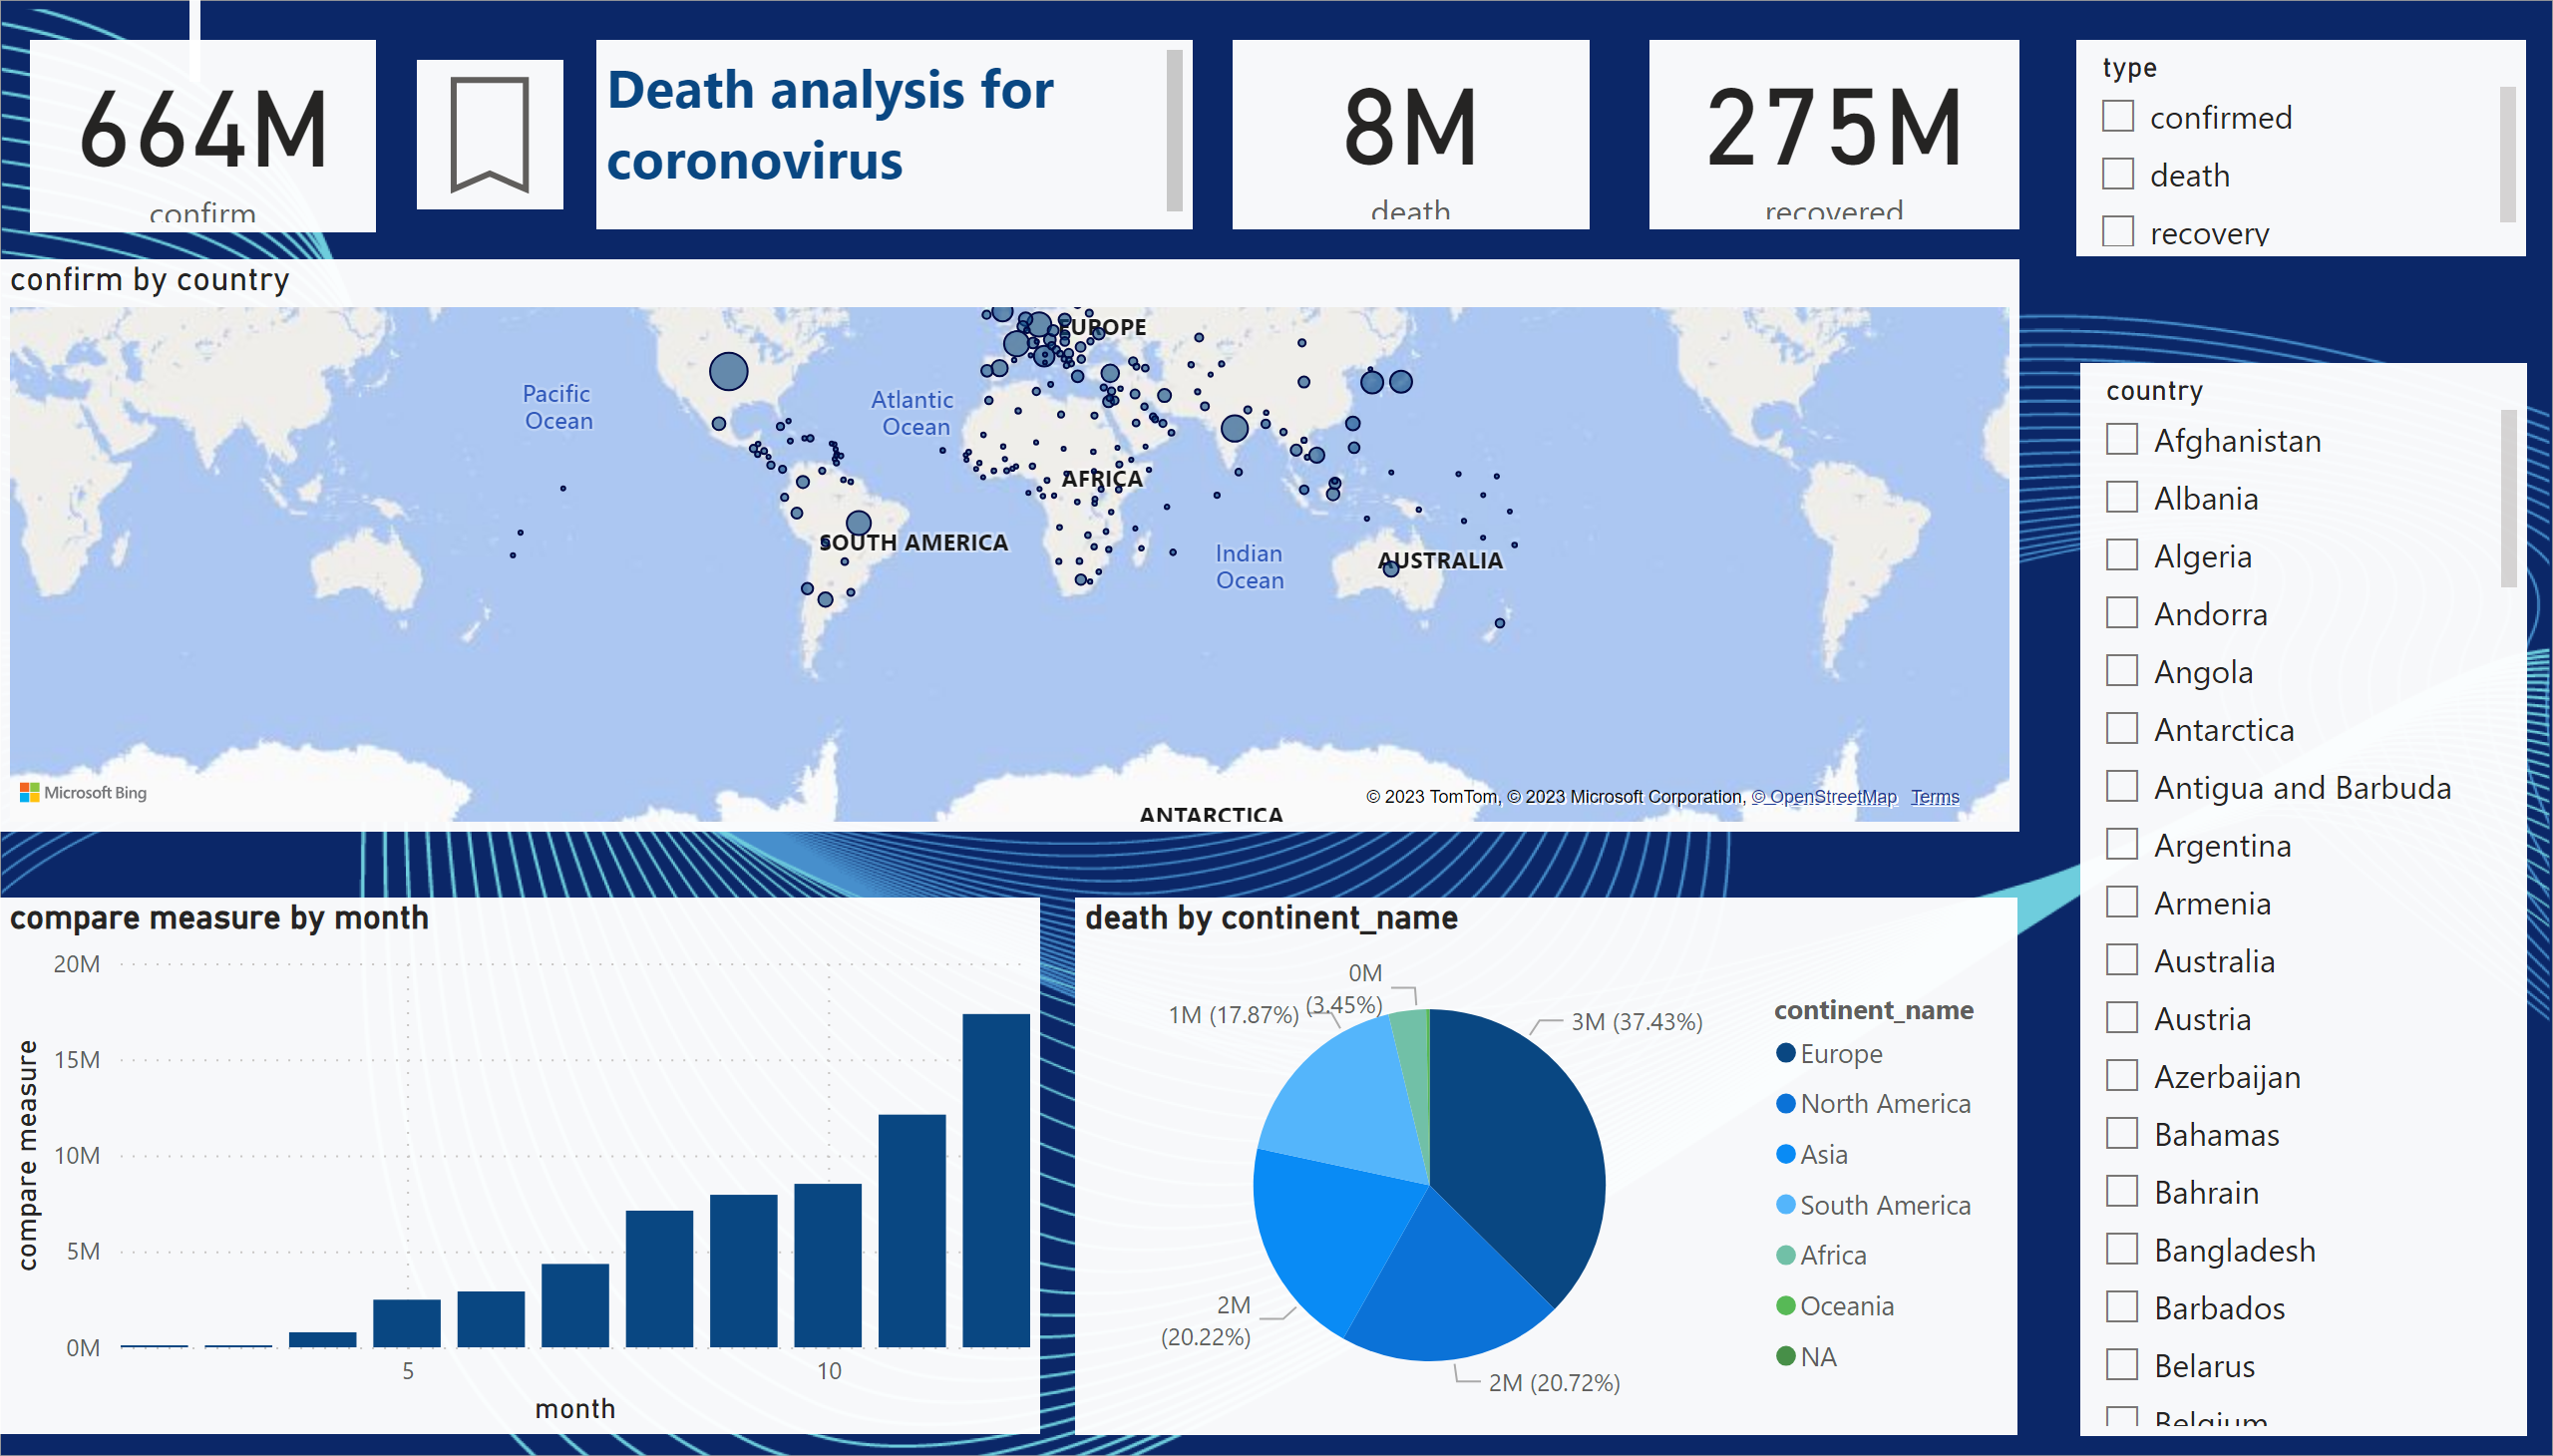 664M
confirm
Death analysis for
coronovirus
8M
death
275M
recovered
type
confirmed
death
recovery
confirm by country
EUROPE
Pacific
Ocean
Atlantic
Ocean
AFRICA
SOUTH AMERICA
Indian
Ocean
AUSTRALIA
Microsoft Bing
© 2023 TomTom, © 2023 Microsoft Corporation, © OpenStreetMap Terms
ANTARCTICA
country
Afghanistan
Albania
Algeria
Andorra
Angola
Antarctica
Antigua and Barbuda
Argentina
Armenia
Australia
Austria
Azerbaijan
Bahamas
Bahrain
Bangladesh
Barbados
Belarus
Belgium
compare measure by month
20M
15M
10M
5M
0M
compare measure
5
10
month
death by continent_name
0M
(3.45%)
1M (17.87%)
3M (37.43%)
2M
(20.22%)
2M (20.72%)
continent_name
Europe
North America
Asia
South America
Africa
Oceania
NA